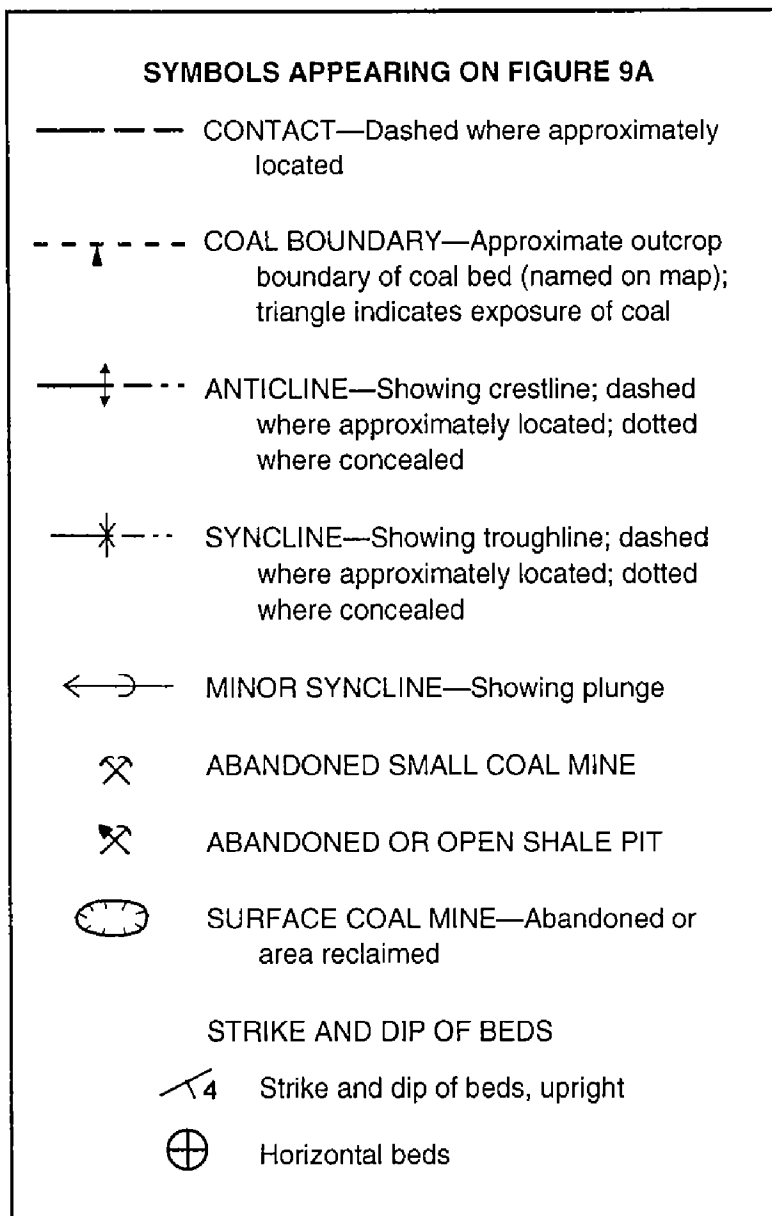 SYMBOLS APPEARING ON FIGURE 9A
CONTACT—Dashed where approximately
located
COAL BOUNDARY—Approximate outcrop
boundary of coal bed (named on map);
triangle indicates exposure of coal
ANTICLINE—Showing crestline; dashed
where approximately located; dotted
where concealed
SYNCLINE—Showing troughline; dashed
where approximately located; dotted
where concealed
MINOR SYNCLINE—Showing plunge
ABANDONED SMALL COAL MINE
ABANDONED OR OPEN SHALE PIT
SURFACE COAL MINE—Abandoned or
area reclaimed
STRIKE AND DIP OF BEDS
4 Strike and dip of beds, upright
Horizontal beds